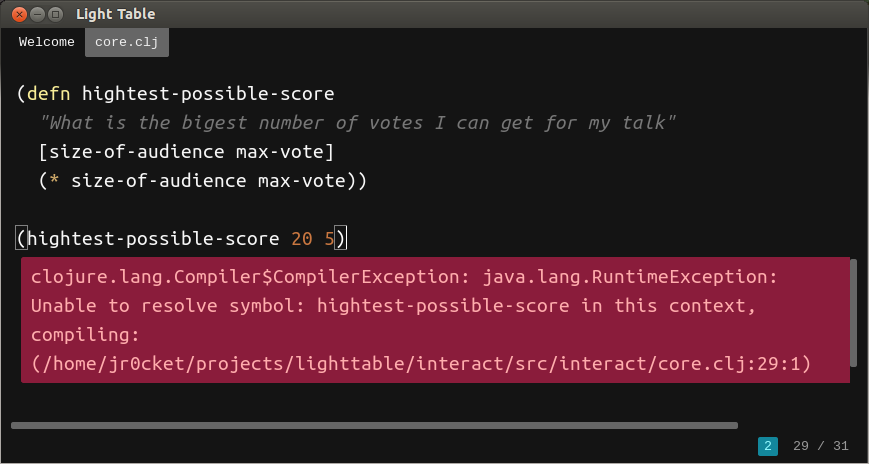 Light Table
Welcome core.clj
(defn hightest-possible-score
"What is the bigest number of votes I can get for my talk"
[size-of-audience max-vote]
(* size-of-audience max-vote))
(hightest-possible-score 20 5)
clojure.lang.Compiler$CompilerException: java.lang.RuntimeException:
Unable to resolve symbol: hightest-possible-score in this context,
compiling:
(/home/jr0cket/projects/lighttable/interact/src/interact/core.clj:29:1)
2 29 / 31